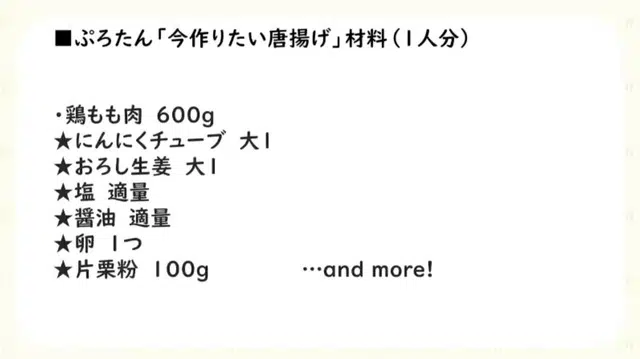 ■ぷろたん「今作りたい唐揚げ」材料(1人分)
・鶏もも肉 600g
★にんにくチューブ 大1
★おろし生姜 大1
★塩 適量
★醤油 適量
★卵 1つ
★片栗粉 100g …and more!